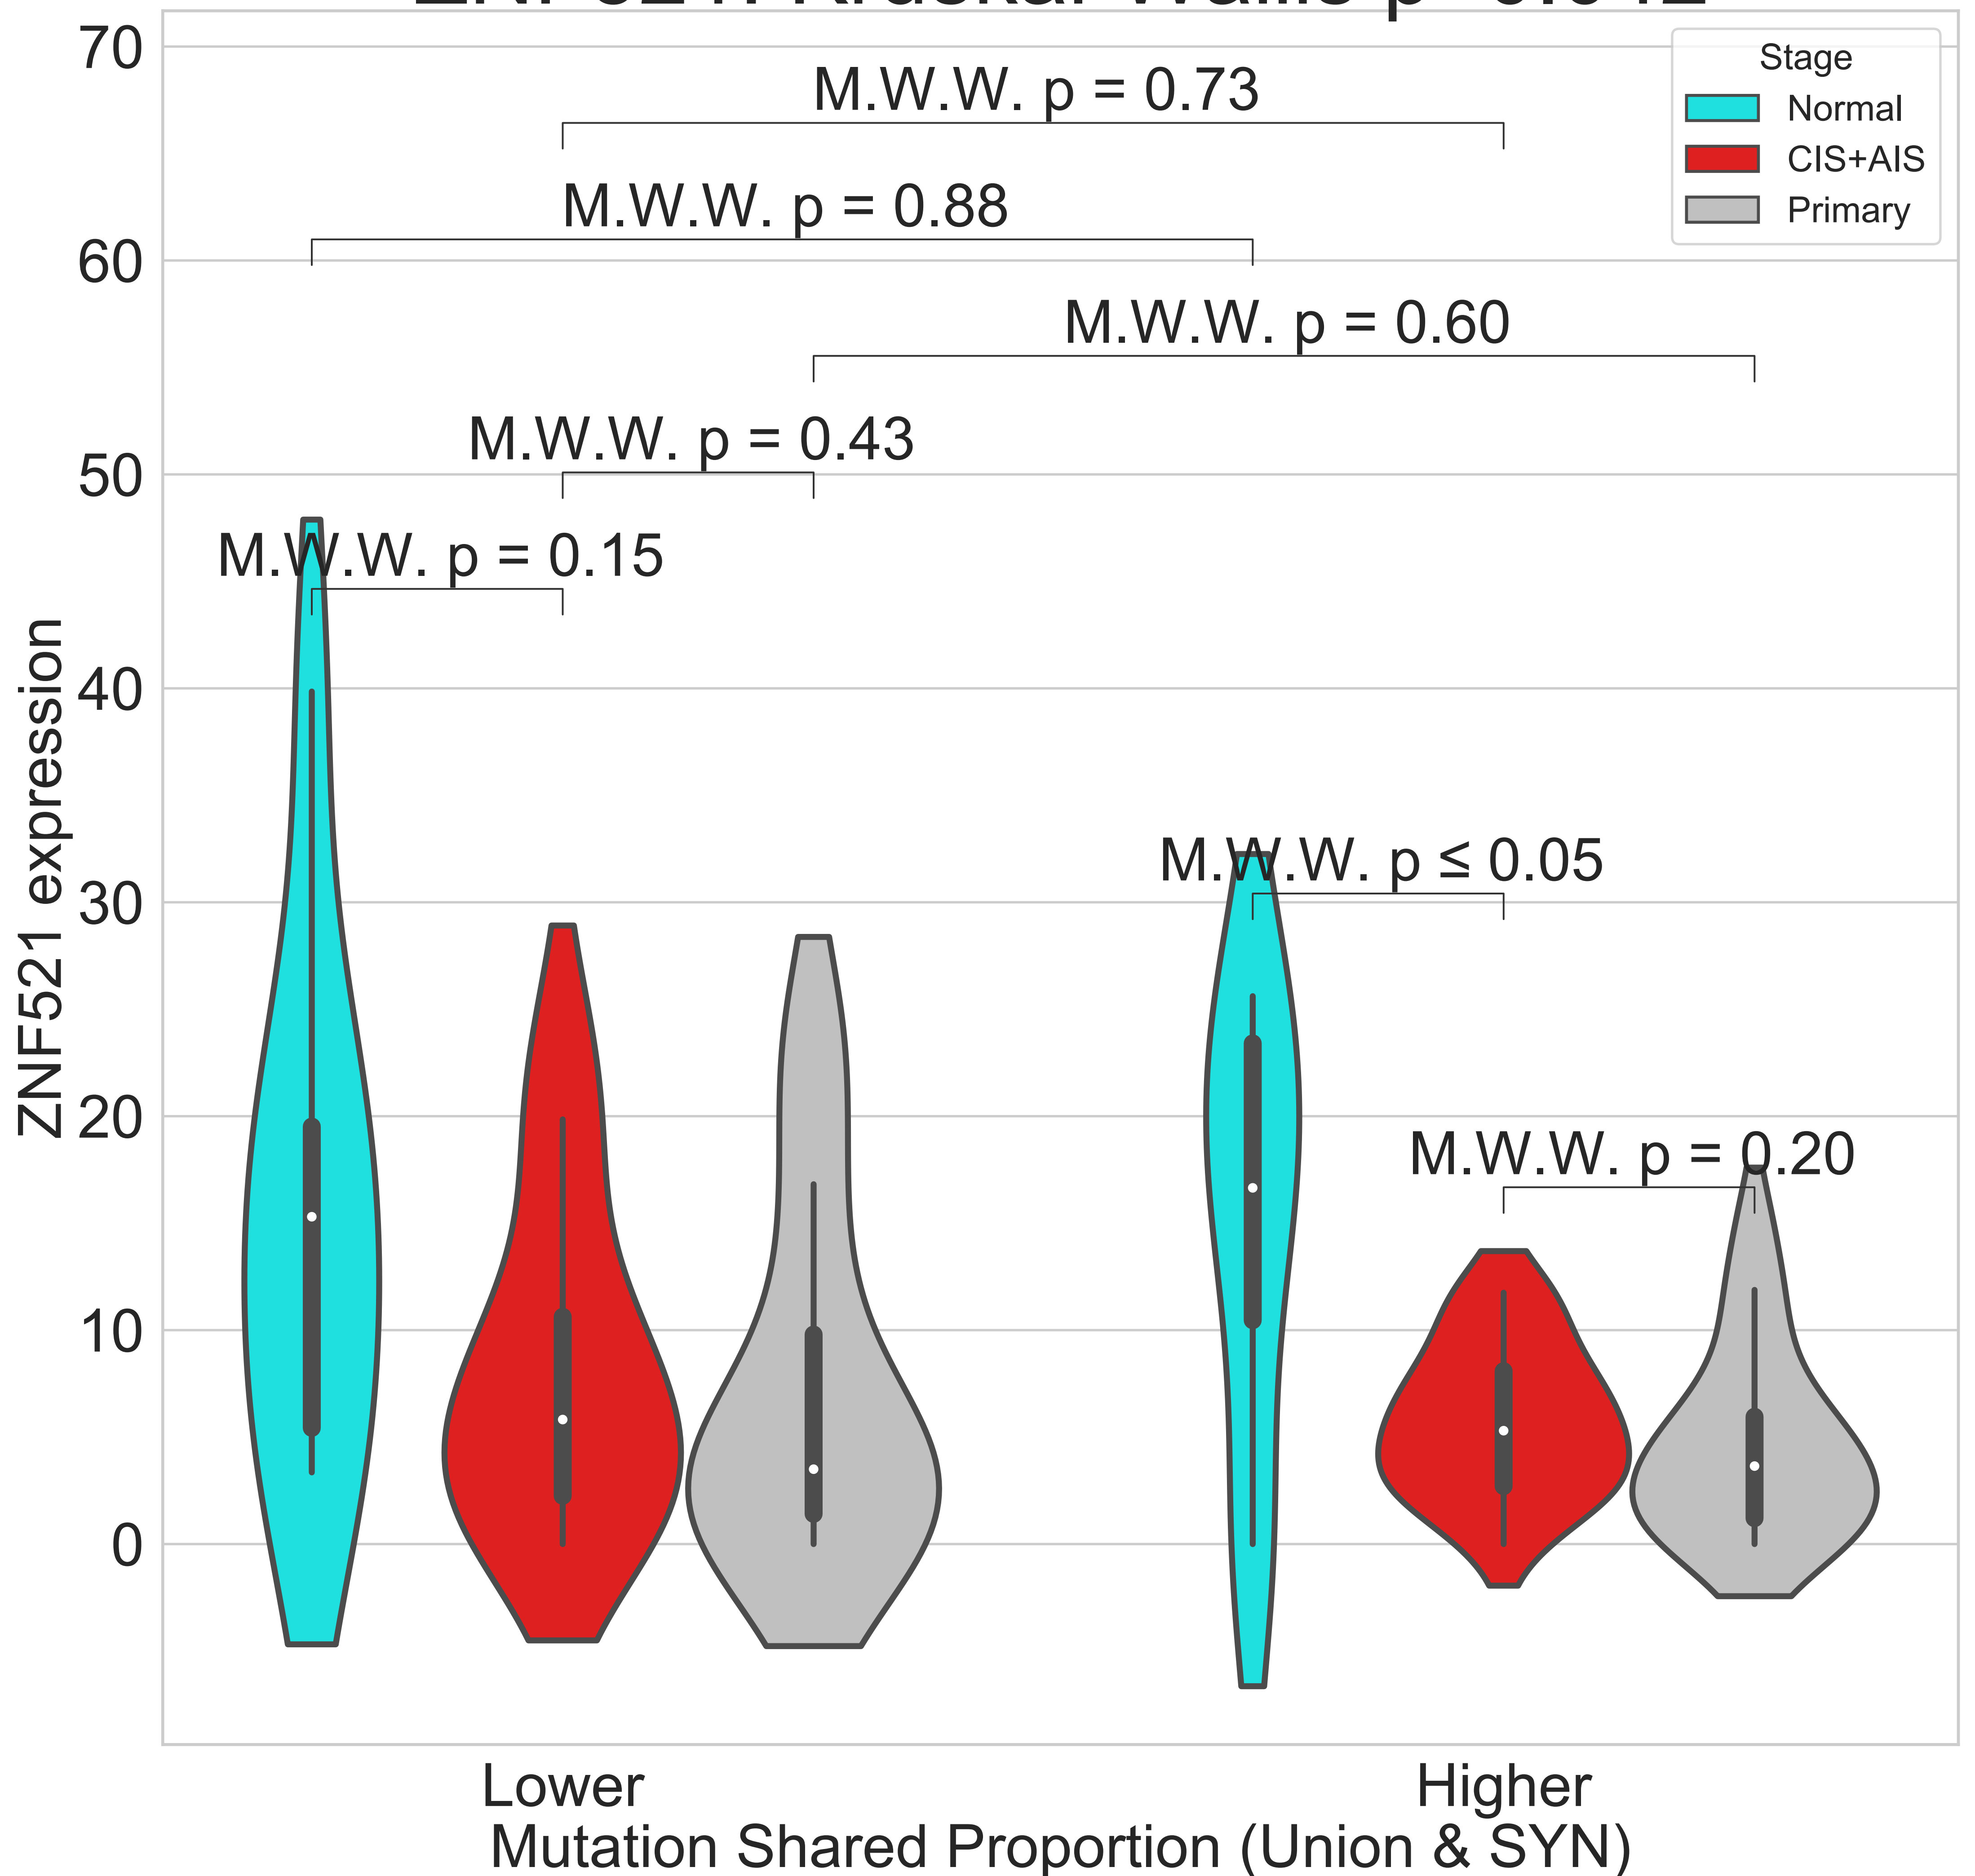 70
60
50
40
30
20
10
0
ZNF521 expression
M.W.W. p = 0.73
M.W.W. p = 0.88
M.W.W. p = 0.60
M.W.W. p = 0.43
M.W.W. p = 0.15
M.W.W. p ≤ 0.05
M.W.W. p = 0.20
Stage
Normal
CIS+AIS
Primary
Lower
Higher
Mutation Shared Proportion (Union & SYN)